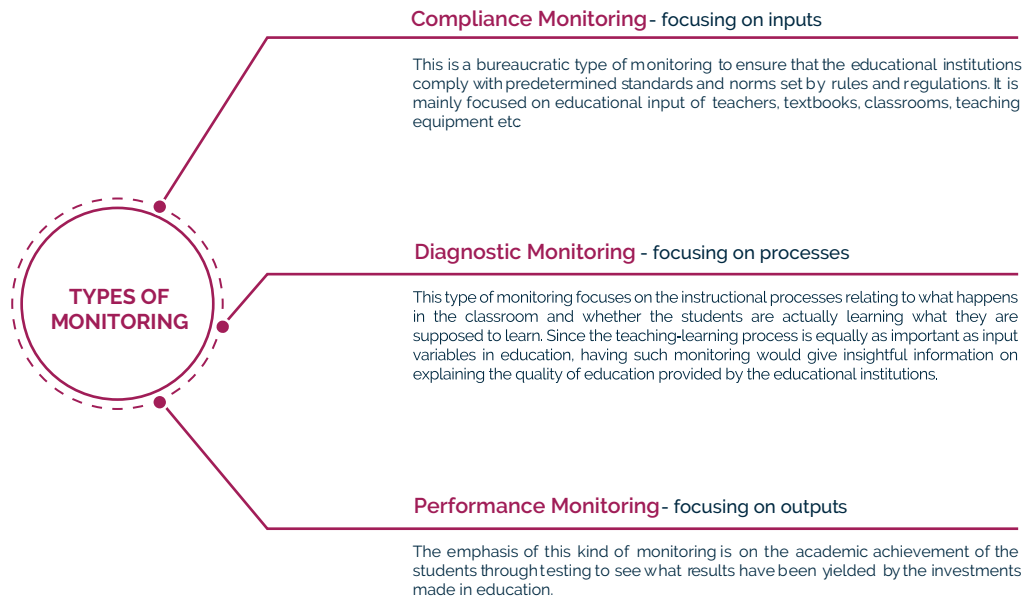 Compliance Monitoring - focusing on inputs
This is a bureaucratic type of monitoring to ensure that the educational institutions
comply with predetermined standards and norms set by rules and regulations. It is
mainly focused on educational input of teachers, textbooks, classrooms, teaching
equipment etc
TYPES OF
MONITORING
Diagnostic Monitoring - focusing on processes
This type of monitoring focuses on the instructional processes relating to what happens
in the classroom and whether the students are actually learning what they are
supposed to learn. Since the teaching-learning process is equally as important as input
variables in education, having such monitoring would give insightful information on
explaining the quality of education provided by the educational institutions.
Performance Monitoring - focusing on outputs
The emphasis of this kind of monitoring is on the academic achievement of the
students through testing to see what results have been yielded by the investments
made in education.